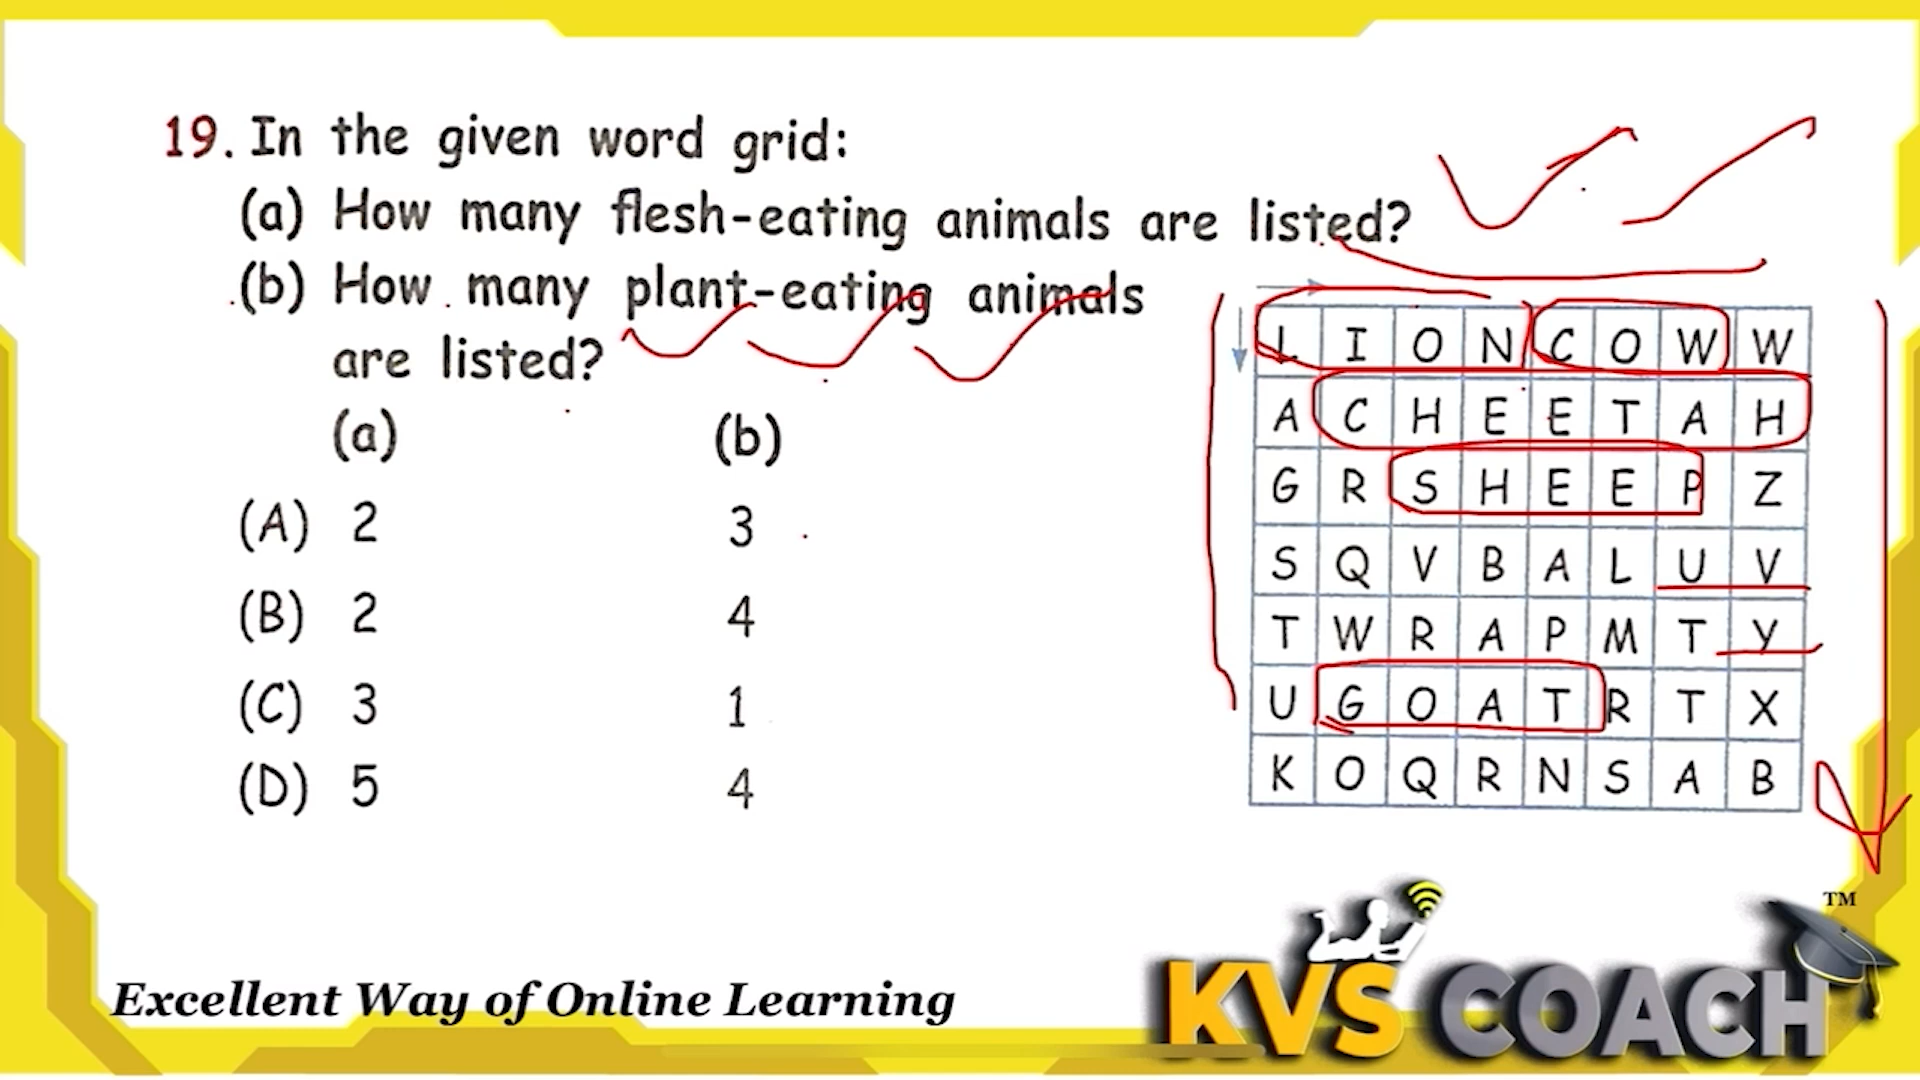 19. In the given word grid:
(a) How many flesh-eating animals are listed?
(b) How many plant-eating animals
are listed?
(a) (b)
(A) 2 3
(B) 2 4
(C) 3 1
(D) 5 4
L I O N C O W W
A C H E E T A H
G R S H E E P Z
S Q V B A L U V
T W R A P M T Y
U G O A T R T X
K O Q R N S A B
Excellent Way of Online Learning
KVS COACH TM